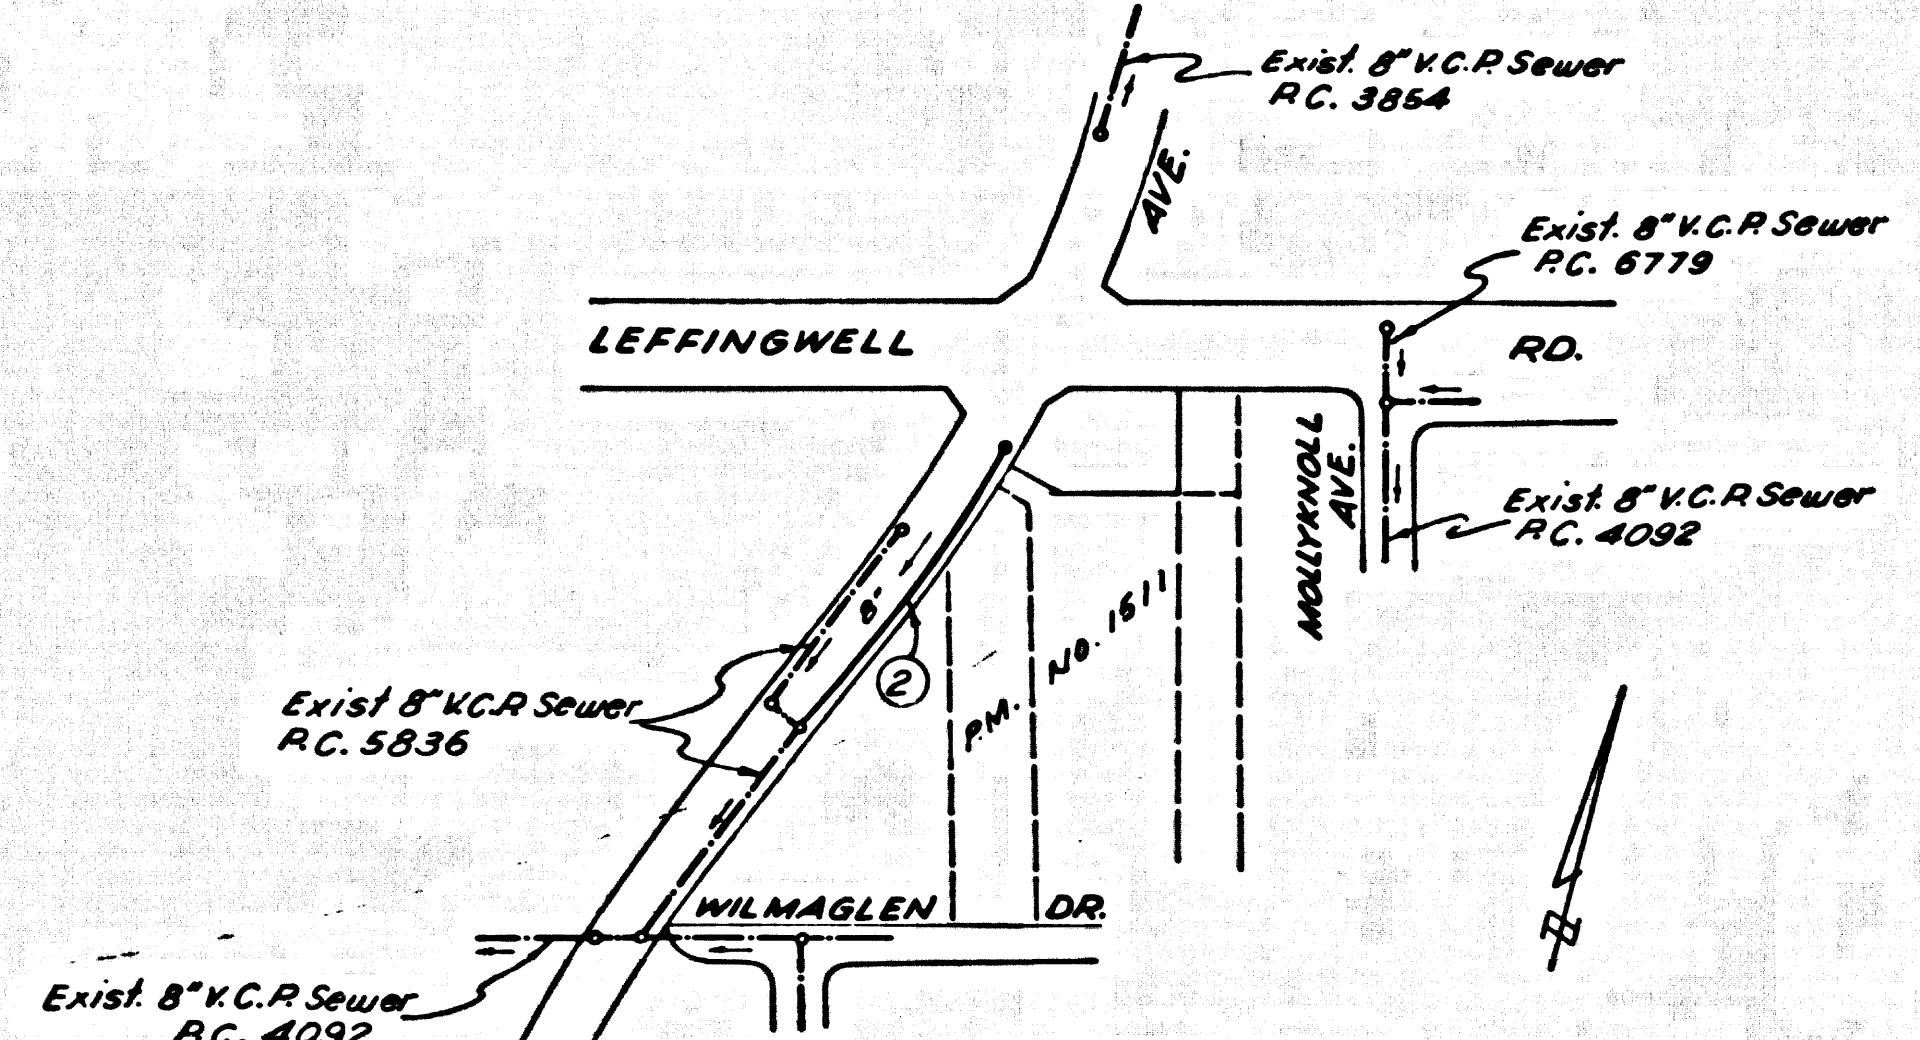 Exist. 8" V.C.P. Sewer
P.C. 3854
AVE.
Exist. 8" V.C.P. Sewer
P.C. 6779
LEFFINGWELL
RD.
MOLLYKNOLL
AVE.
Exist. 8" V.C.P. Sewer
P.C. 4092
8"
2
P.M. NO. 1511
Exist 8" V.C.P. Sewer
P.C. 5836
N
WILMAGLEN DR.
Exist. 8" V.C.P. Sewer
P.C. 4092